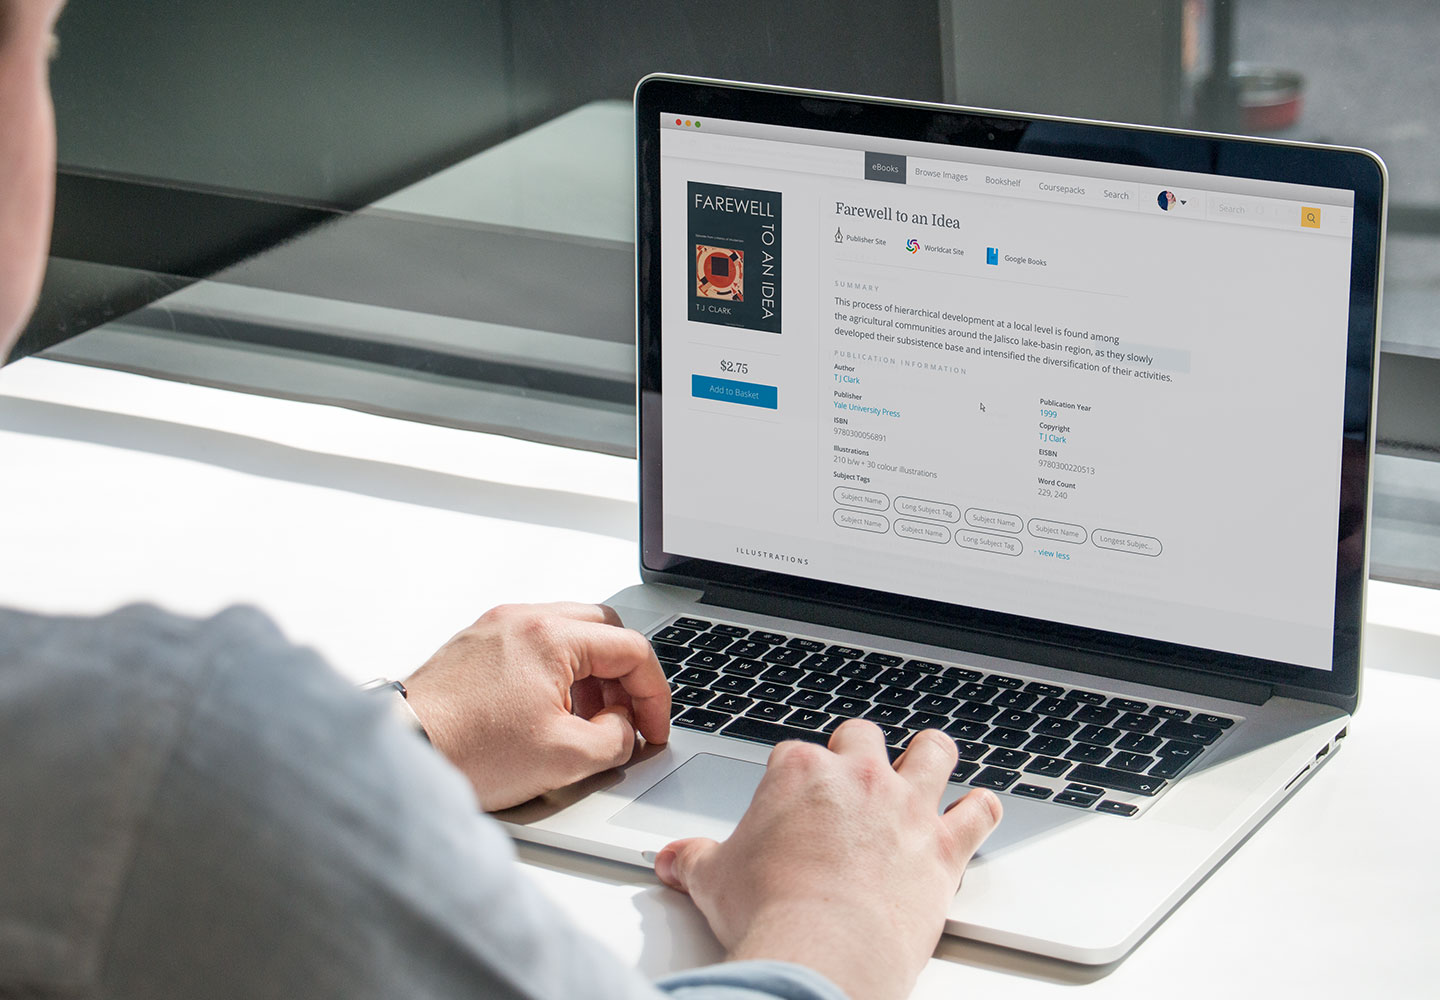 eBooks
Browse Images
Bookshelf
Coursepacks
Search
Search
FAREWELL
TO AN IDEA
T J CLARK
$2.75
Add to Basket
Farewell to an Idea
Publisher Site
Worldcat Site
Google Books
SUMMARY
This process of hierarchical development at a local level is found among
the agricultural communities around the Jalisco lake-basin region, as they slowly
developed their subsistence base and intensified the diversification of their activities.
PUBLICATION INFORMATION
Author
T J Clark
Publisher
Yale University Press
ISBN
9780300056891
Illustrations
210 b/w + 30 colour illustrations
Publication Year
1999
Copyright
T J Clark
EISBN
9780300220513
Word Count
229, 240
Subject Tags
Subject Name
Long Subject Tag
Subject Name
Subject Name
Longest Subjec...
Subject Name
Subject Name
Long Subject Tag
- view less
ILLUSTRATIONS